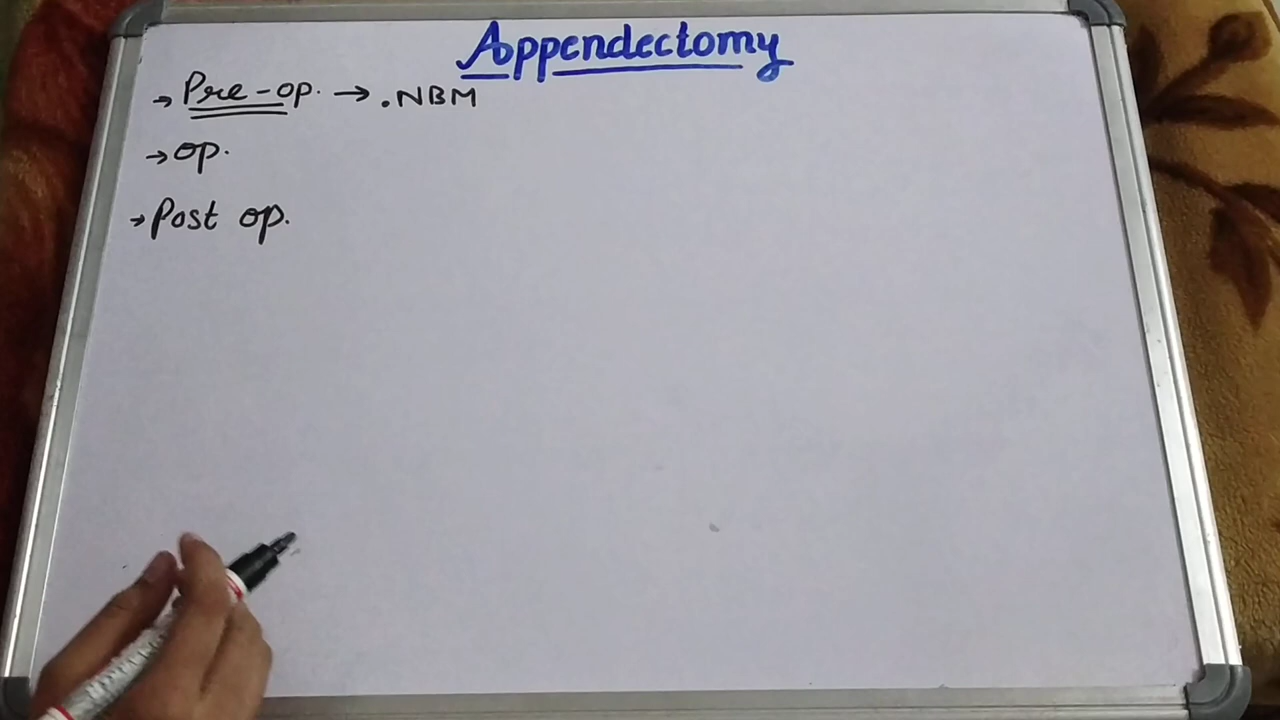 Appendectomy
→ Pre-op. → .NBM
→ op.
→ Post op.